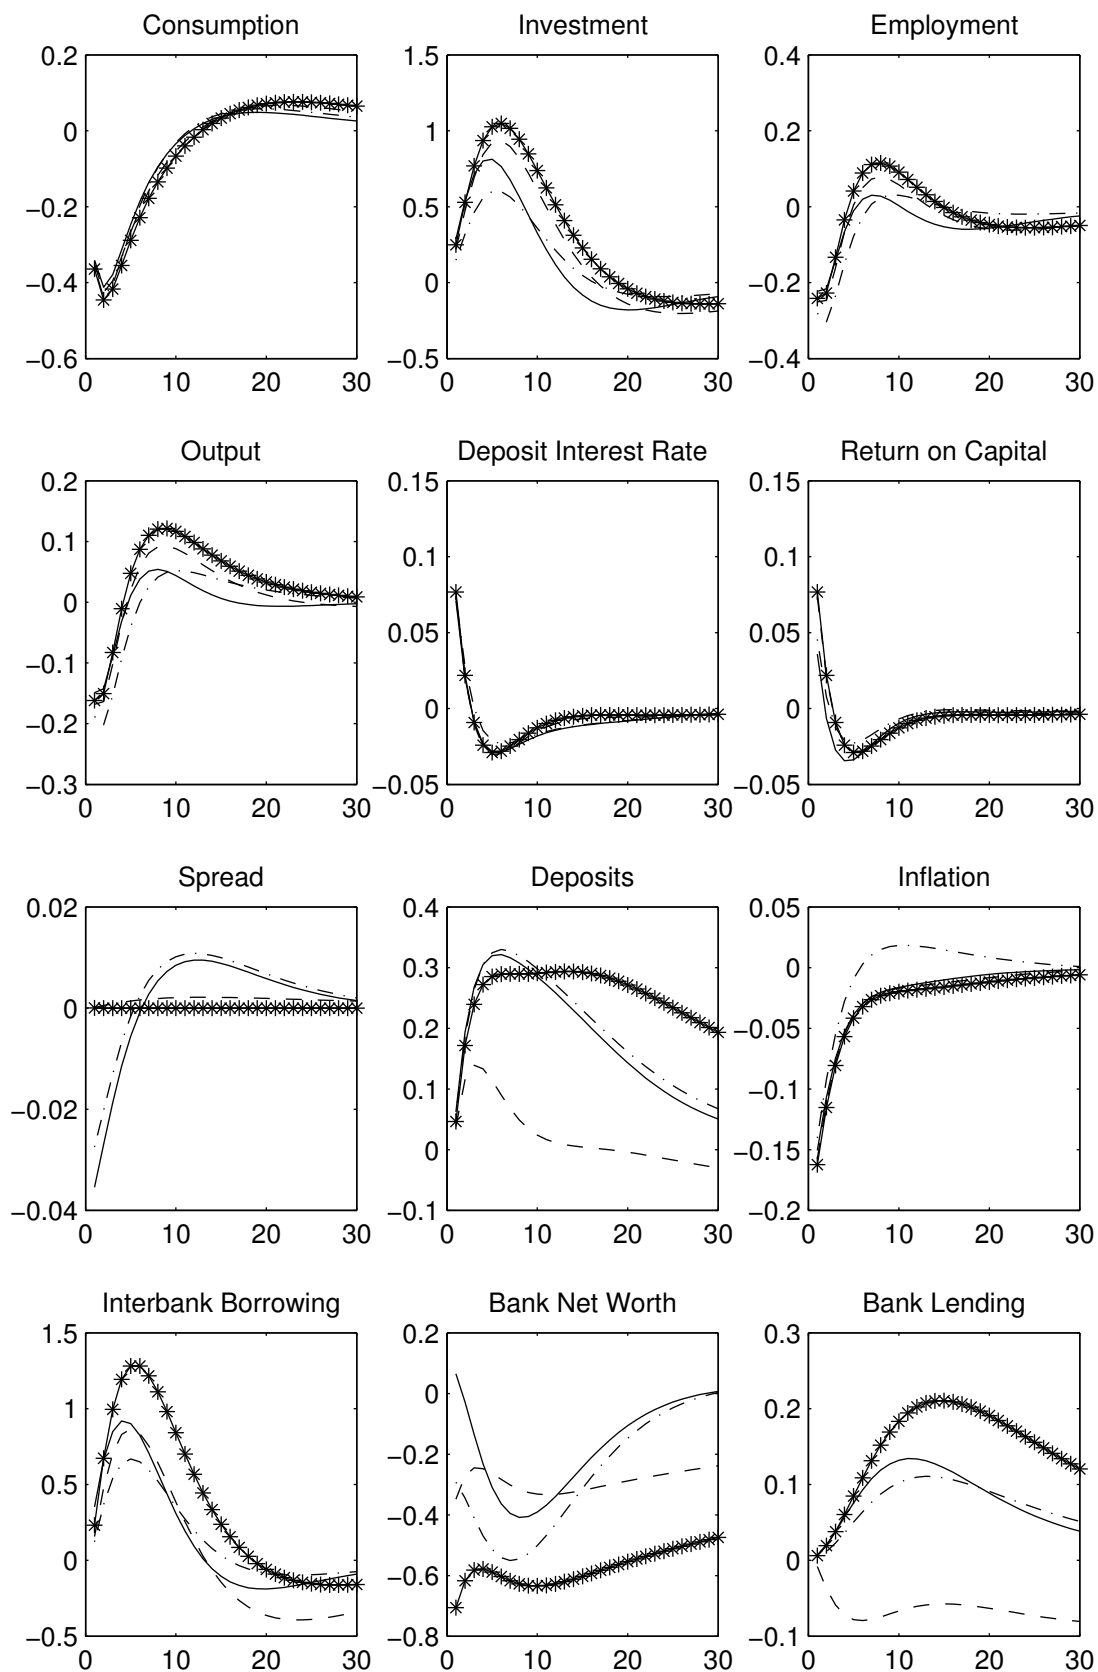 Consumption Investment Employment
0.2 1.5 0.4
0 1 0.2
−0.2 0.5 0
−0.4 0 −0.2
−0.6 −0.5 −0.4
0 10 20 30 0 10 20 30 0 10 20 30
Output Deposit Interest Rate Return on Capital
0.2 0.15 0.15
0.1 0.1 0.1
0
−0.1 0.05 0.05
−0.2 0 0
−0.3 −0.05 −0.05
0 10 20 30 0 10 20 30 0 10 20 30
Spread Deposits Inflation
0.02 0.4 0.05
0.3 0
0 0.2 −0.05
−0.02 0.1 −0.1
0 −0.15
−0.04 −0.1 −0.2
0 10 20 30 0 10 20 30 0 10 20 30
Interbank Borrowing Bank Net Worth Bank Lending
1.5 0.2 0.3
1 0 0.2
0.5 −0.2 0.1
−0.4
0 −0.6 0
−0.5 −0.8 −0.1
0 10 20 30 0 10 20 30 0 10 20 30